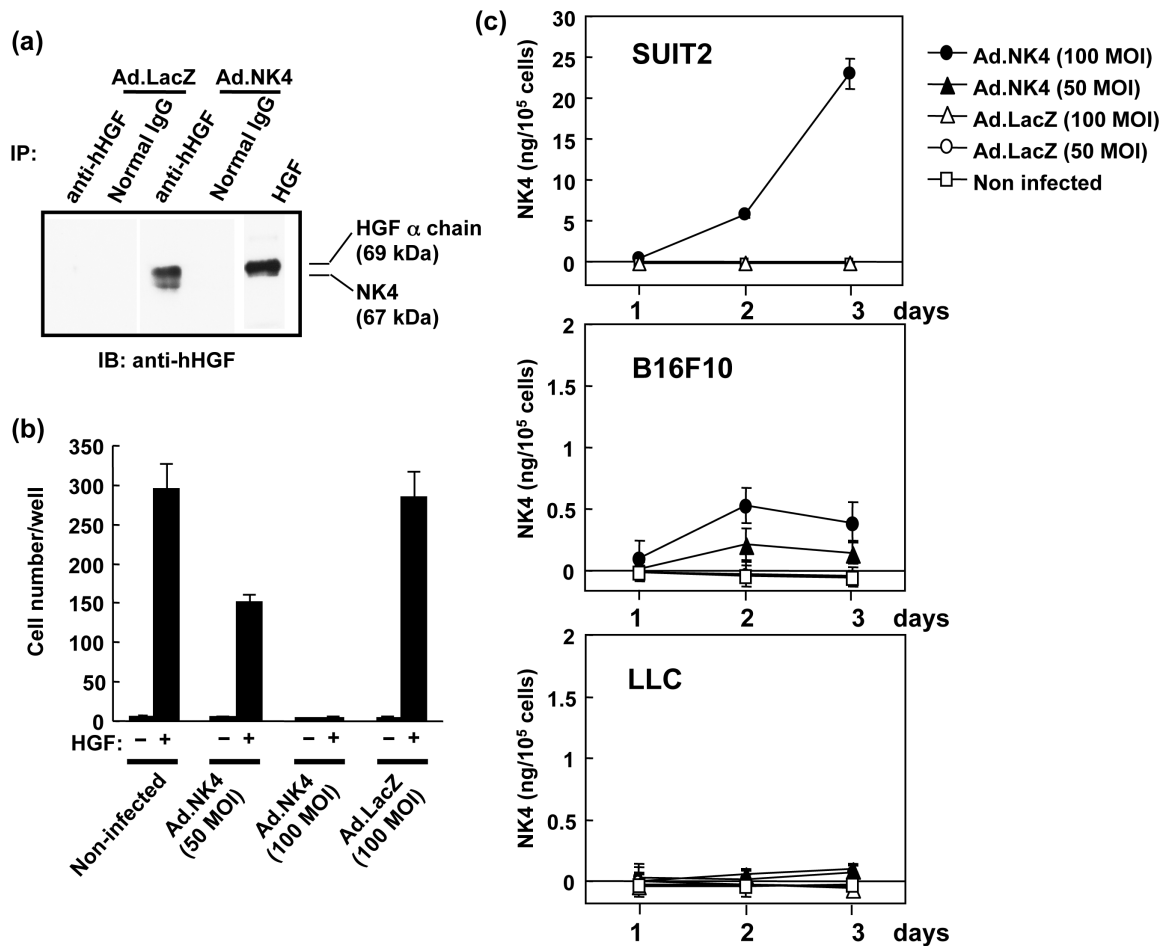 (a)
Ad.LacZ Ad.NK4
IP:
anti-hHGF
Normal IgG
anti-hHGF
Normal IgG
HGF
HGF α chain
(69 kDa)
NK4
(67 kDa)
IB: anti-hHGF
(b)
Cell number/well
350
300
250
200
150
100
50
0
HGF: − + − + − + − +
Non-infected
Ad.NK4
(50 MOI)
Ad.NK4
(100 MOI)
Ad.LacZ
(100 MOI)
(c)
SUIT2
NK4 (ng/10⁵ cells)
30
25
20
15
10
5
0
1 2 3 days
B16F10
NK4 (ng/10⁵ cells)
2
1.5
1
0.5
0
1 2 3 days
LLC
NK4 (ng/10⁵ cells)
2
1.5
1
0.5
0
1 2 3 days
Ad.NK4 (100 MOI)
Ad.NK4 (50 MOI)
Ad.LacZ (100 MOI)
Ad.LacZ (50 MOI)
Non infected